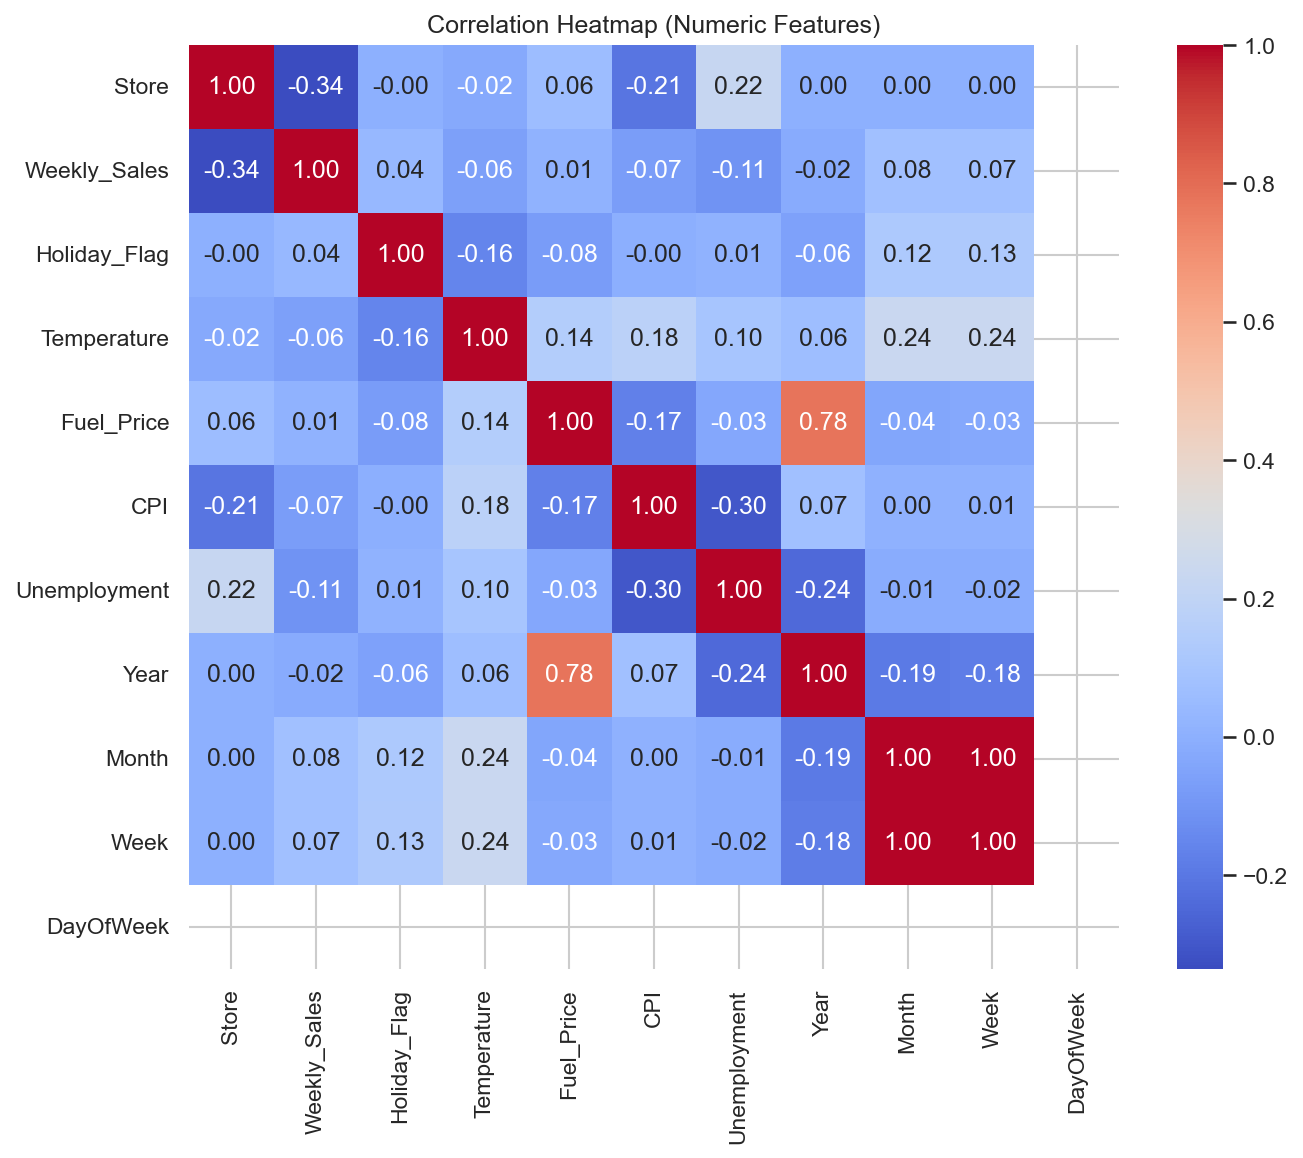 Correlation Heatmap (Numeric Features)
Store 1.00 -0.34 -0.00 -0.02 0.06 -0.21 0.22 0.00 0.00 0.00
Weekly_Sales -0.34 1.00 0.04 -0.06 0.01 -0.07 -0.11 -0.02 0.08 0.07
Holiday_Flag -0.00 0.04 1.00 -0.16 -0.08 -0.00 0.01 -0.06 0.12 0.13
Temperature -0.02 -0.06 -0.16 1.00 0.14 0.18 0.10 0.06 0.24 0.24
Fuel_Price 0.06 0.01 -0.08 0.14 1.00 -0.17 -0.03 0.78 -0.04 -0.03
CPI -0.21 -0.07 -0.00 0.18 -0.17 1.00 -0.30 0.07 0.00 0.01
Unemployment 0.22 -0.11 0.01 0.10 -0.03 -0.30 1.00 -0.24 -0.01 -0.02
Year 0.00 -0.02 -0.06 0.06 0.78 0.07 -0.24 1.00 -0.19 -0.18
Month 0.00 0.08 0.12 0.24 -0.04 0.00 -0.01 -0.19 1.00 1.00
Week 0.00 0.07 0.13 0.24 -0.03 0.01 -0.02 -0.18 1.00 1.00
DayOfWeek
Store
Weekly_Sales
Holiday_Flag
Temperature
Fuel_Price
CPI
Unemployment
Year
Month
Week
DayOfWeek
1.0
0.8
0.6
0.4
0.2
0.0
−0.2